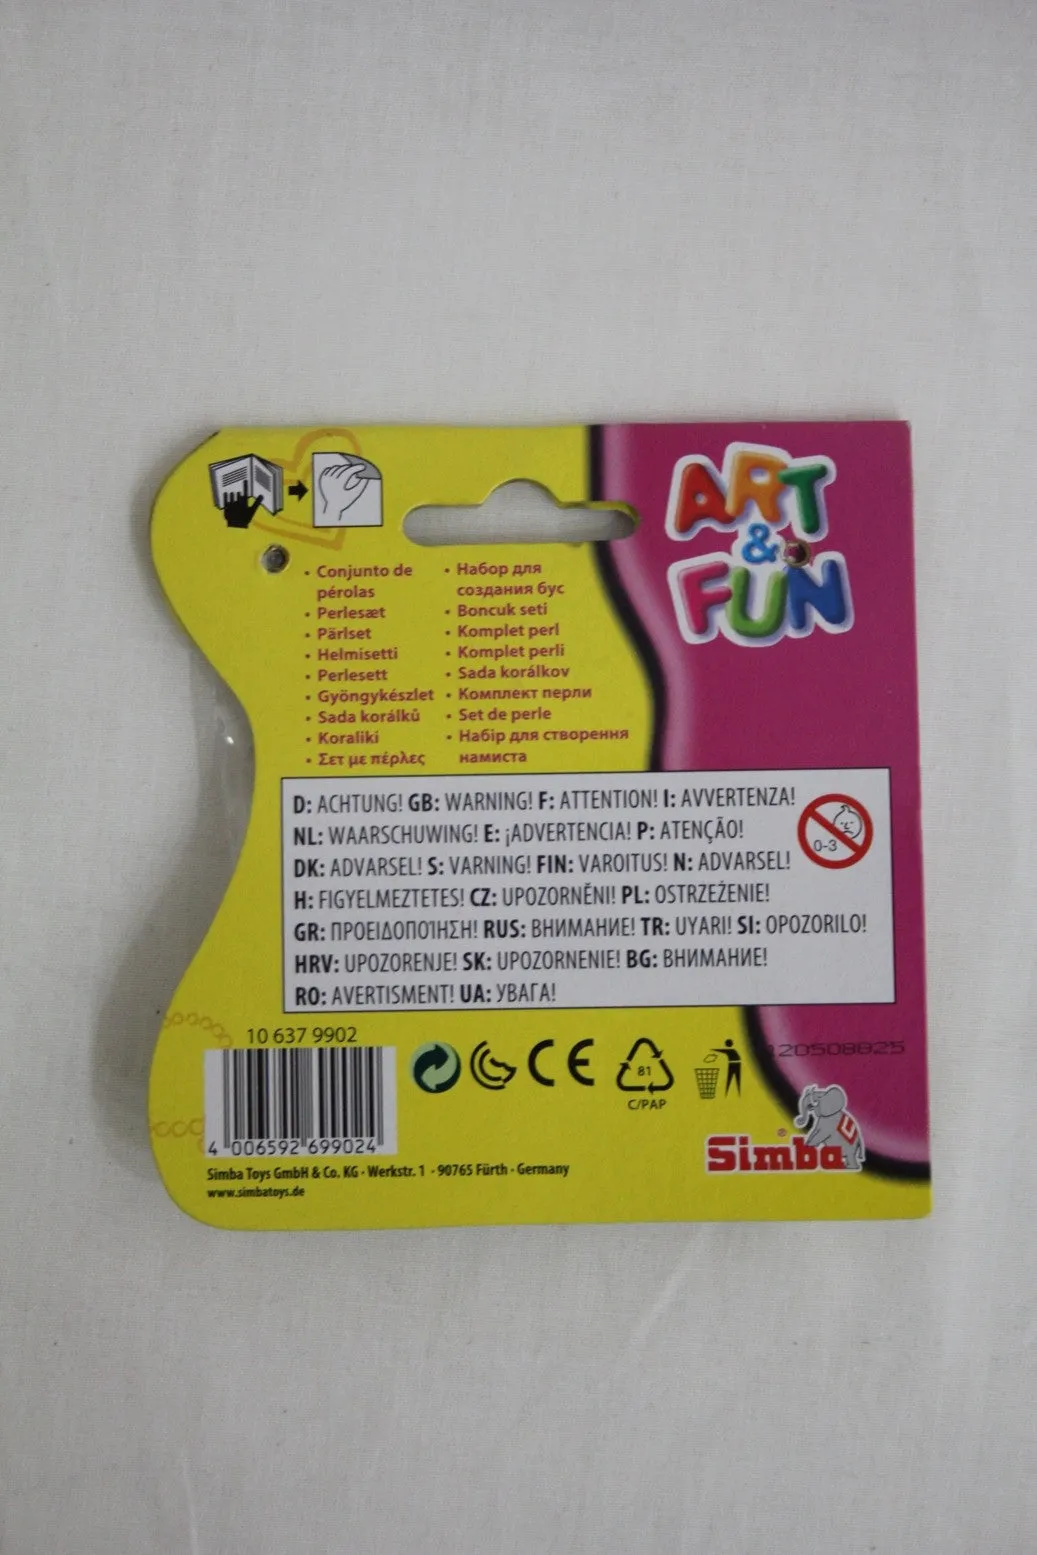 ART
&
FUN
• Conjunto de
pérolas
• Perlesæt
• Pärlset
• Helmisetti
• Perlesett
• Gyöngykészlet
• Sada korálků
• Koraliki
• Σετ με πέρλες
• Набор для
создания бус
• Boncuk seti
• Komplet perl
• Komplet perli
• Sada korálkov
• Комплект перли
• Set de perle
• Набір для створення
намиста
D: ACHTUNG! GB: WARNING! F: ATTENTION! I: AVVERTENZA!
NL: WAARSCHUWING! E: ¡ADVERTENCIA! P: ATENÇÃO!
DK: ADVARSEL! S: VARNING! FIN: VAROITUS! N: ADVARSEL!
H: FIGYELMEZTETES! CZ: UPOZORNĚNI! PL: OSTRZEŻENIE!
GR: ΠΡΟΕΙΔΟΠΟΊΗΣΗ! RUS: ВНИМАНИЕ! TR: UYARI! SI: OPOZORILO!
HRV: UPOZORENJE! SK: UPOZORNENIE! BG: ВНИМАНИЕ!
RO: AVERTISMENT! UA: УВАГА!
0-3
10 637 9902
4 006592 699024
CE
81
C/PAP
120508825
Simba®
Simba Toys GmbH & Co. KG · Werkstr. 1 · 90765 Fürth · Germany
www.simbatoys.de